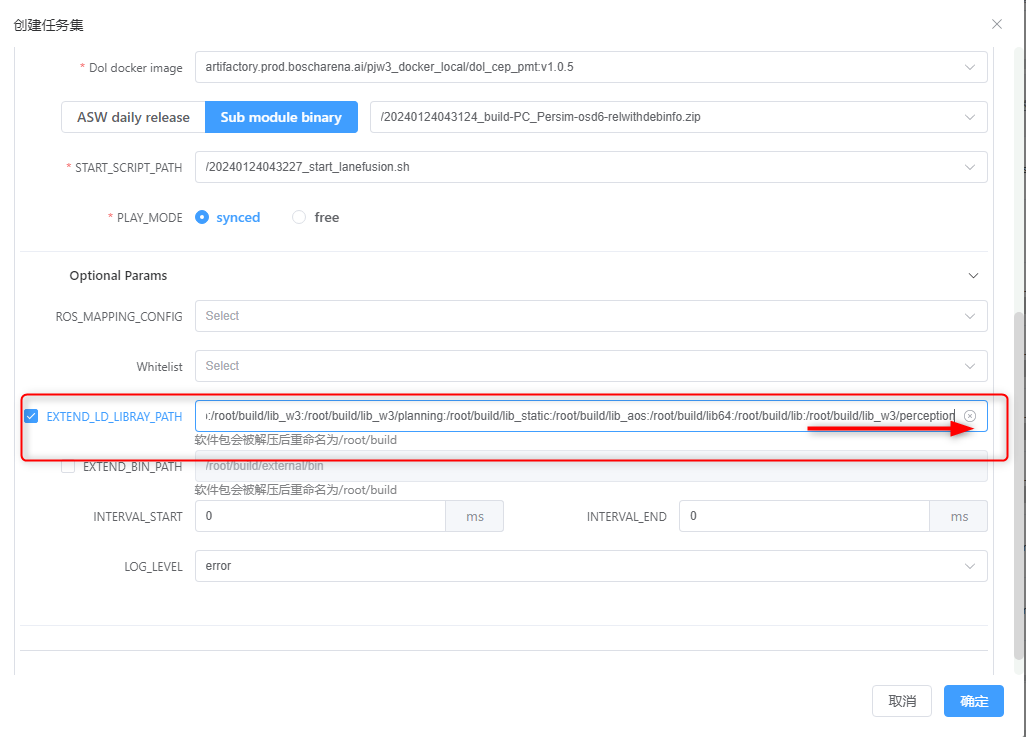 创建任务集
* Dol docker image artifactory.prod.boscharena.ai/pjw3_docker_local/dol_cep_pmt:v1.0.5
ASW daily release Sub module binary /20240124043124_build-PC_Persim-osd6-relwithdebinfo.zip
* START_SCRIPT_PATH /20240124043227_start_lanefusion.sh
* PLAY_MODE synced free
Optional Params
ROS_MAPPING_CONFIG Select
Whitelist Select
EXTEND_LD_LIBRAY_PATH :/root/build/lib_w3:/root/build/lib_w3/planning:/root/build/lib_static:/root/build/lib_aos:/root/build/lib64:/root/build/lib:/root/build/lib_w3/perception
软件包会被解压后重命名为/root/build
EXTEND_BIN_PATH /root/build/external/bin
软件包会被解压后重命名为/root/build
INTERVAL_START 0 ms INTERVAL_END 0 ms
LOG_LEVEL error
取消 确定